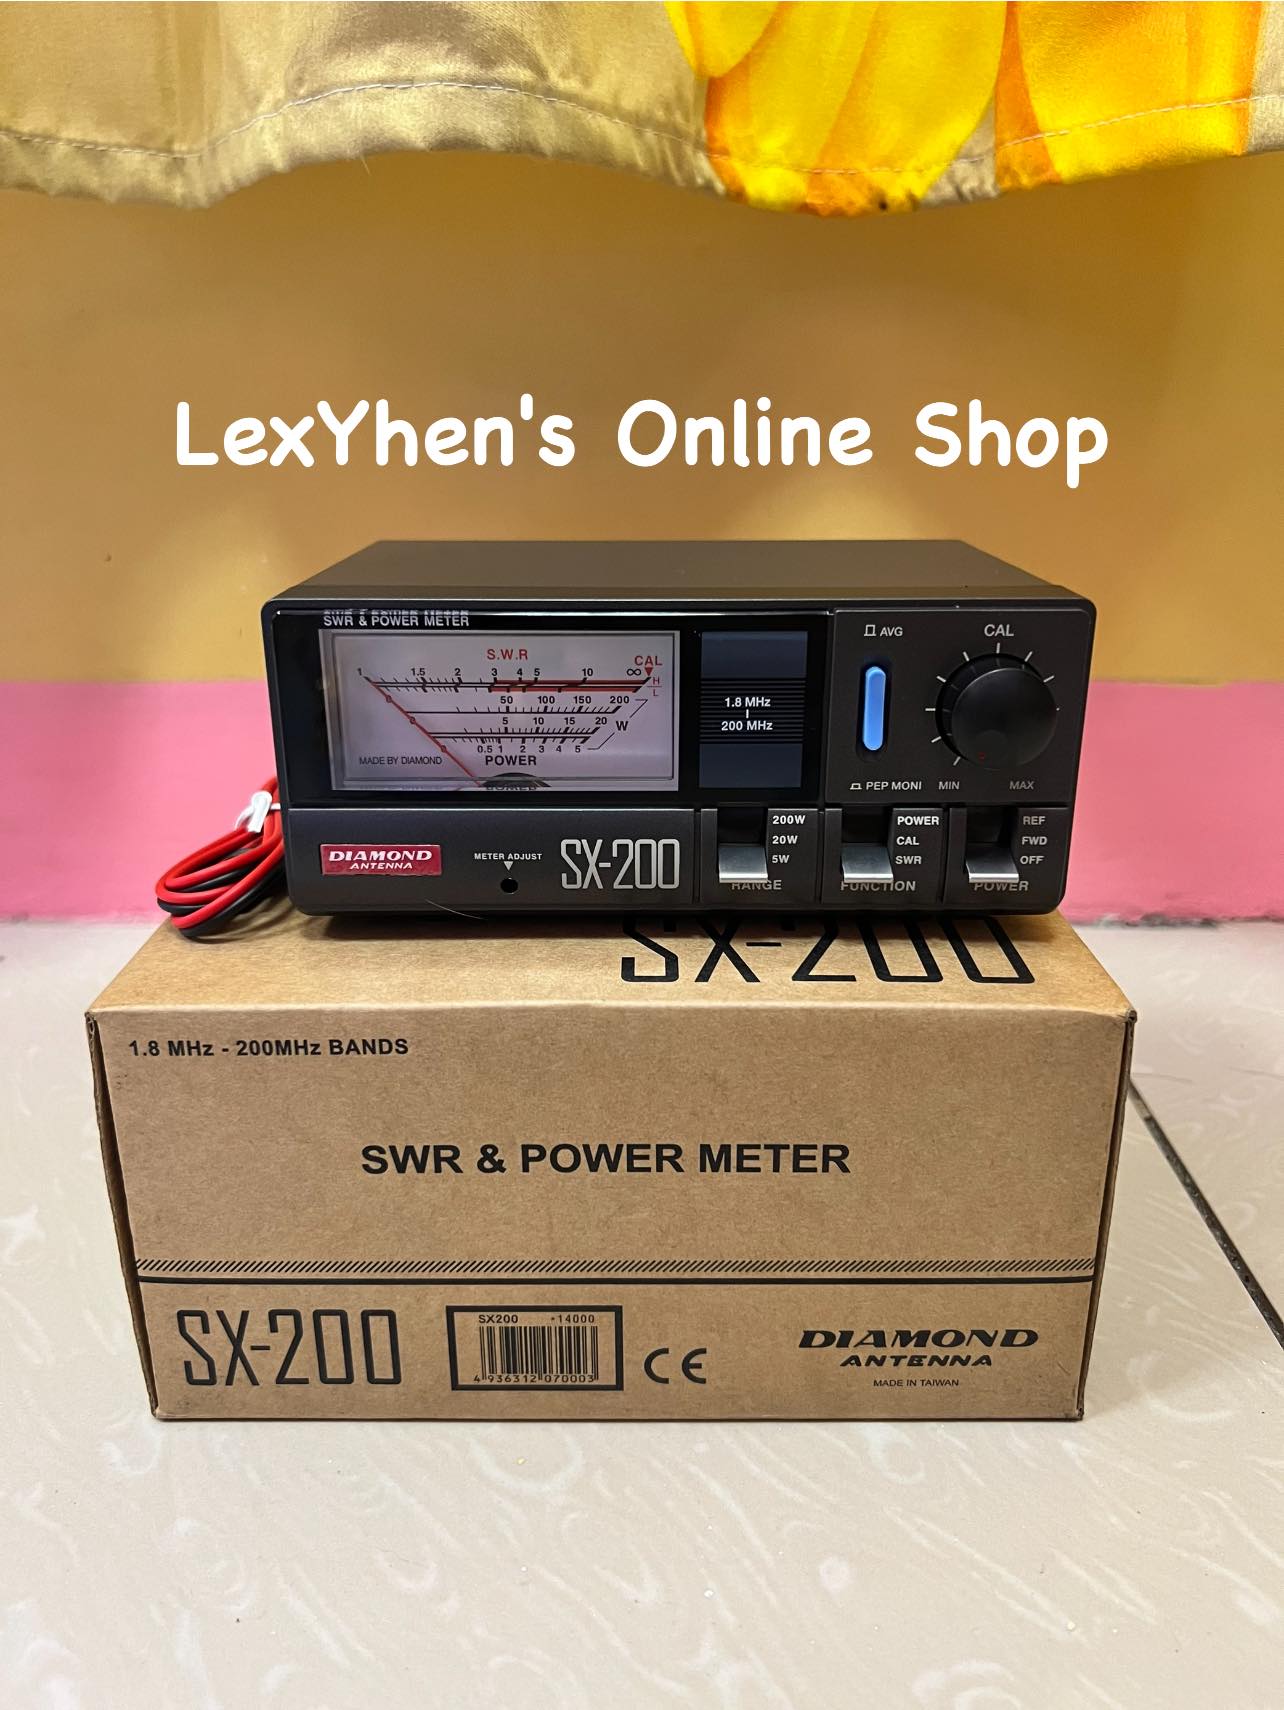 LexYhen's Online Shop
SWR & POWER METER
S.W.R
CAL
1 1.5 2 3 4 5 10 ∞
H
L
50 100 150 200
5 10 15 20
W
0.5 1 2 3 4 5
MADE BY DIAMOND
POWER
1.8 MHz
200 MHz
AVG
PEP MONI
CAL
MIN
MAX
DIAMOND
ANTENNA
METER ADJUST
SX-200
200W
20W
5W
RANGE
POWER
CAL
SWR
FUNCTION
REF
FWD
OFF
POWER
SX-200
1.8 MHz - 200MHz BANDS
SWR & POWER METER
SX-200
SX200 *14000
4 936312 070003
CE
DIAMOND
ANTENNA
MADE IN TAIWAN